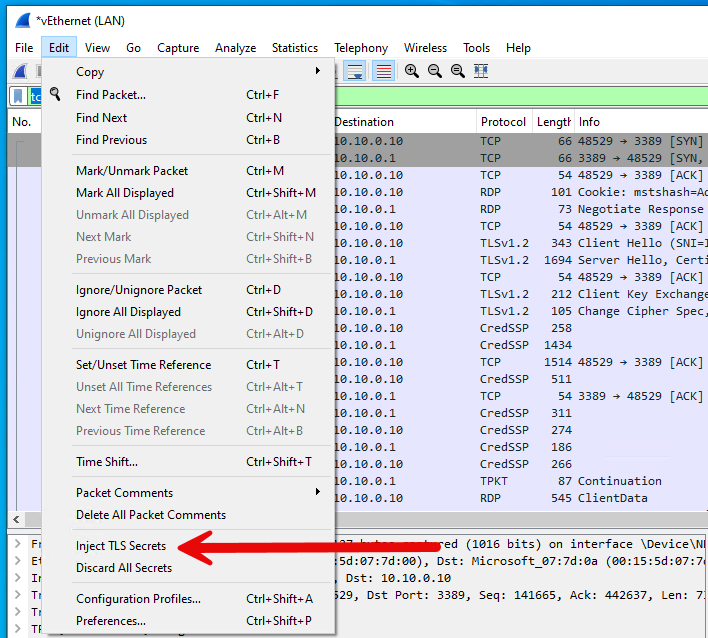 *vEthernet (LAN)
File Edit View Go Capture Analyze Statistics Telephony Wireless Tools Help
Copy
Find Packet... Ctrl+F
Find Next Ctrl+N
Find Previous Ctrl+B
Mark/Unmark Packet Ctrl+M
Mark All Displayed Ctrl+Shift+M
Unmark All Displayed Ctrl+Alt+M
Next Mark Ctrl+Shift+N
Previous Mark Ctrl+Shift+B
Ignore/Unignore Packet Ctrl+D
Ignore All Displayed Ctrl+Shift+D
Unignore All Displayed Ctrl+Alt+D
Set/Unset Time Reference Ctrl+T
Unset All Time References Ctrl+Alt+T
Next Time Reference Ctrl+Alt+N
Previous Time Reference Ctrl+Alt+B
Time Shift... Ctrl+Shift+T
Packet Comments
Delete All Packet Comments
Inject TLS Secrets
Discard All Secrets
Configuration Profiles... Ctrl+Shift+A
Preferences... Ctrl+Shift+P
No. Destination Protocol Length Info
10.10.0.10 TCP 66 48529 → 3389 [SYN]
10.10.0.1 TCP 66 3389 → 48529 [SYN,
10.10.0.10 TCP 54 48529 → 3389 [ACK]
10.10.0.10 RDP 101 Cookie: mstshash=Ad
10.10.0.1 RDP 73 Negotiate Response
10.10.0.10 TCP 54 48529 → 3389 [ACK]
10.10.0.10 TLSv1.2 343 Client Hello (SNI=1
10.10.0.1 TLSv1.2 1694 Server Hello, Certi
10.10.0.10 TCP 54 48529 → 3389 [ACK]
10.10.0.10 TLSv1.2 212 Client Key Exchange
10.10.0.1 TLSv1.2 105 Change Cipher Spec,
10.10.0.10 CredSSP 258
10.10.0.1 CredSSP 1434
10.10.0.10 TCP 1514 48529 → 3389 [ACK]
10.10.0.10 CredSSP 511
10.10.0.1 TCP 54 3389 → 48529 [ACK]
10.10.0.1 CredSSP 311
10.10.0.10 CredSSP 274
10.10.0.1 CredSSP 186
10.10.0.10 CredSSP 266
10.10.0.1 TPKT 87 Continuation
10.10.0.10 RDP 545 ClientData
(1016 bits) on interface \Device\N
:5d:07:7d:00), Dst: Microsoft_07:7d:0a (00:15:5d:07:7
, Dst: 10.10.0.10
529, Dst Port: 3389, Seq: 141665, Ack: 442637, Len: 7